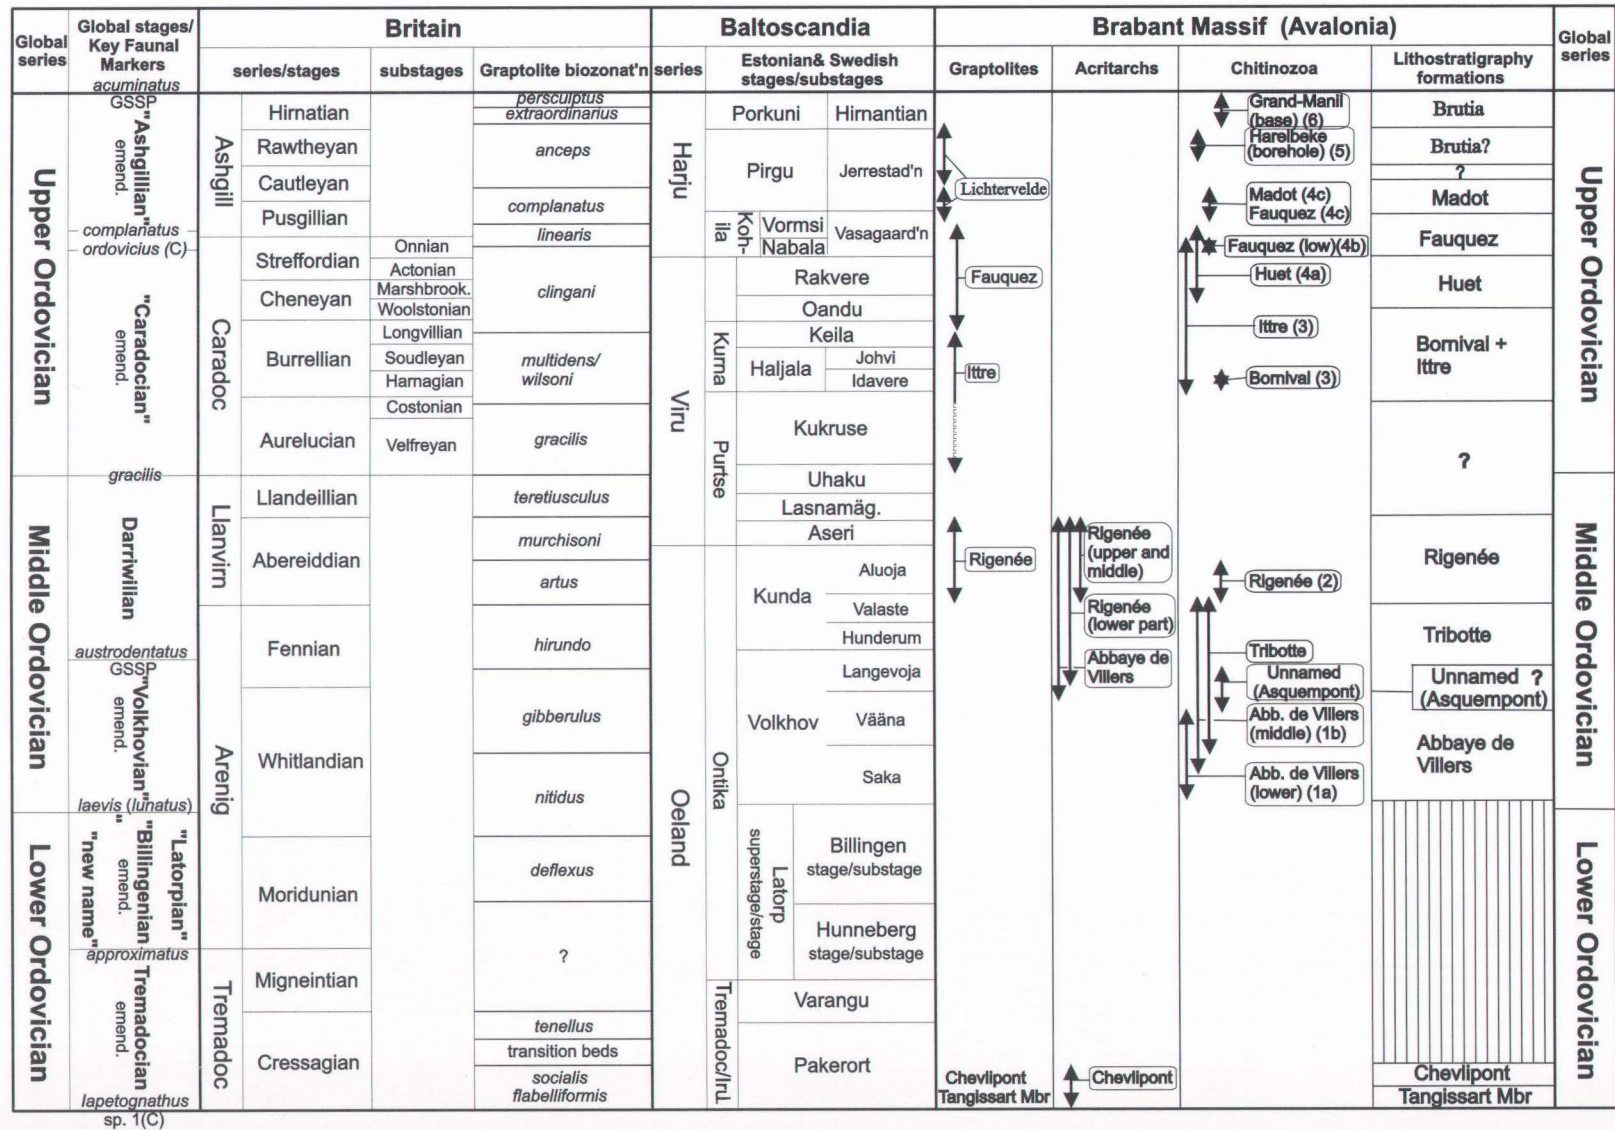 Global series
Global stages/
Key Faunal
Markers
acuminatus
Britain
series/stages
substages
Graptolite biozonat'n
Baltoscandia
series
Estonian& Swedish
stages/substages
Brabant Massif (Avalonia)
Graptolites
Acritarchs
Chitinozoa
Lithostratigraphy
formations
Global
series
Upper Ordovician
Middle Ordovician
Lower Ordovician
GSSP
"Ashgillian"
emend.
complanatus
ordovicius (C)
"Caradocian"
emend.
gracilis
Darriwilian
austrodentatus
GSSP
"Volkhovian"
emend.
laevis (lunatus)
"Latorpian"
"Billingenian"
emend.
"new name"
approximatus
Tremadocian
emend.
lapetognathus
sp. 1(C)
Ashgill
Caradoc
Llanvirn
Arenig
Tremadoc
Hirnatian
Rawtheyan
Cautleyan
Pusgillian
Streffordian
Cheneyan
Burrellian
Aurelucian
Llandeillian
Abereiddian
Fennian
Whitlandian
Moridunian
Migneintian
Cressagian
Onnian
Actonian
Marshbrook.
Woolstonian
Longvillian
Soudleyan
Harnagian
Costonian
Velfreyan
persculptus
extraordinarius
anceps
complanatus
linearis
clingani
multidens/
wilsoni
gracilis
teretiusculus
murchisoni
artus
hirundo
gibberulus
nitidus
deflexus
?
tenellus
transition beds
socialis
flabelliformis
Harju
Viru
Oeland
Koh-
ila
Kurna
Purtse
Ontika
Latorp
superstage/stage
Tremadoc/Iru.
Porkuni
Hirnantian
Pirgu
Jerrestad'n
Vormsi
Nabala
Vasagaard'n
Rakvere
Oandu
Keila
Haljala
Johvi
Idavere
Kukruse
Uhaku
Lasnamäg.
Aseri
Kunda
Aluoja
Valaste
Hunderum
Volkhov
Langevoja
Vääna
Saka
Billingen
stage/substage
Hunneberg
stage/substage
Varangu
Pakerort
Lichtervelde
Fauquez
Ittre
Rigenée
Chevlipont
Tangissart Mbr
Rigenée
(upper and
middle)
Rigenée
(lower part)
Abbaye de
Villers
Chevlipont
Grand-Manil
(base) (6)
Harelbeke
(borehole) (5)
Madot (4c)
Fauquez (4c)
Fauquez (low)(4b)
Huet (4a)
Ittre (3)
Bornival (3)
Rigenée (2)
Tribotte
Unnamed
(Asquempont)
Abb. de Villers
(middle) (1b)
Abb. de Villers
(lower) (1a)
Brutia
Brutia?
?
Madot
Fauquez
Huet
Bornival +
Ittre
?
Rigenée
Tribotte
Unnamed ?
(Asquempont)
Abbaye de
Villers
Chevlipont
Tangissart Mbr
Upper Ordovician
Middle Ordovician
Lower Ordovician